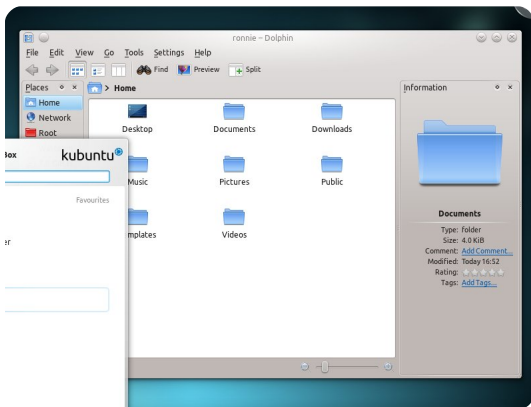 ronnie – Dolphin
File Edit View Go Tools Settings Help
Find Preview Split
Places
> Home
Information
Home
Network
Root
Desktop Documents Downloads
Box kubuntu
Favourites
Music Pictures Public
er
mplates Videos
Documents
Type: folder
Size: 4.0 KiB
Comment: Add Comment...
Modified: Today 16:52
Rating:
Tags: Add Tags...